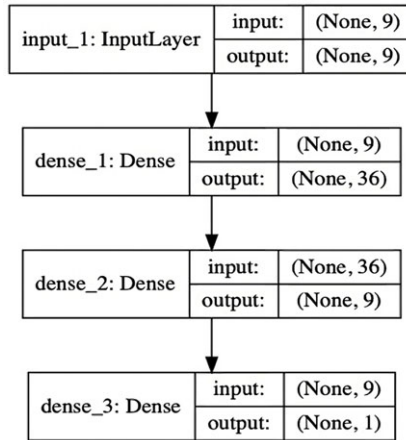 input_1: InputLayer
input: (None, 9)
output: (None, 9)
dense_1: Dense
input: (None, 9)
output: (None, 36)
dense_2: Dense
input: (None, 36)
output: (None, 9)
dense_3: Dense
input: (None, 9)
output: (None, 1)